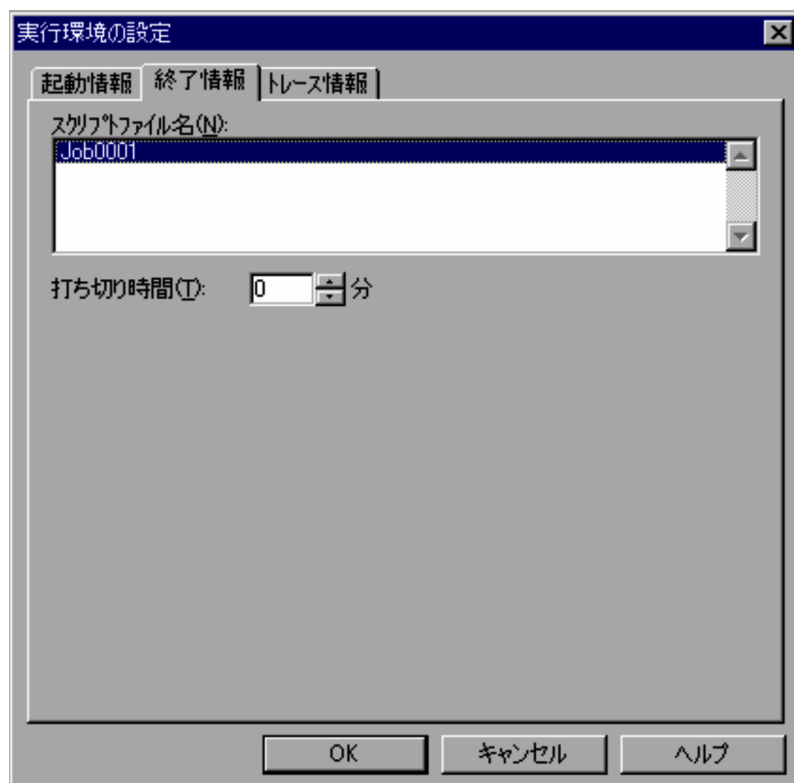 実行環境の設定
起動情報 終了情報 トレース情報
スクリプトファイル名(N):
Job0001
打ち切り時間(T): 0 分
OK キャンセル ヘルプ